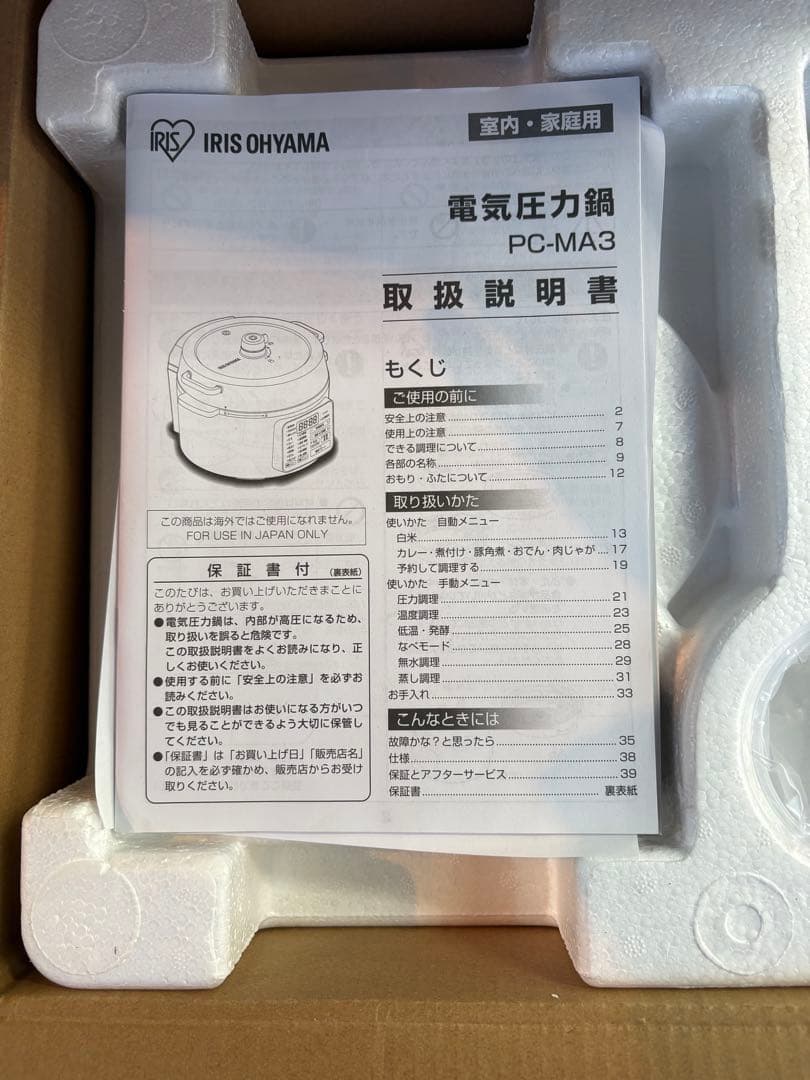 IRIS IRIS OHYAMA
室内・家庭用
電気圧力鍋
PC-MA3
取扱説明書
もくじ
ご使用の前に
安全上の注意 2
使用上の注意 7
できる調理について 8
各部の名称 9
おもり・ふたについて 12
取り扱いかた
使いかた 自動メニュー
白米 13
カレー・煮付け・豚角煮・おでん・肉じゃが 17
予約して調理する 19
使いかた 手動メニュー
圧力調理 21
温度調理 23
低温・発酵 25
なべモード 28
無水調理 29
蒸し調理 31
お手入れ 33
こんなときには
故障かな?と思ったら 35
仕様 38
保証とアフターサービス 39
保証書 裏表紙
この商品は海外ではご使用になれません。
FOR USE IN JAPAN ONLY
保証書付(裏表紙)
このたびは、お買い上げいただきまことに
ありがとうございます。
●電気圧力鍋は、内部が高圧になるため、
取り扱いを誤ると危険です。
この取扱説明書をよくお読みになり、正
しくお使いください。
●使用する前に「安全上の注意」を必ずお
読みください。
●この取扱説明書はお使いになる方がいつ
でも見ることができるよう大切に保管し
てください。
●「保証書」は「お買い上げ日」「販売店名」
の記入を必ず確かめ、販売店からお受け
取りください。